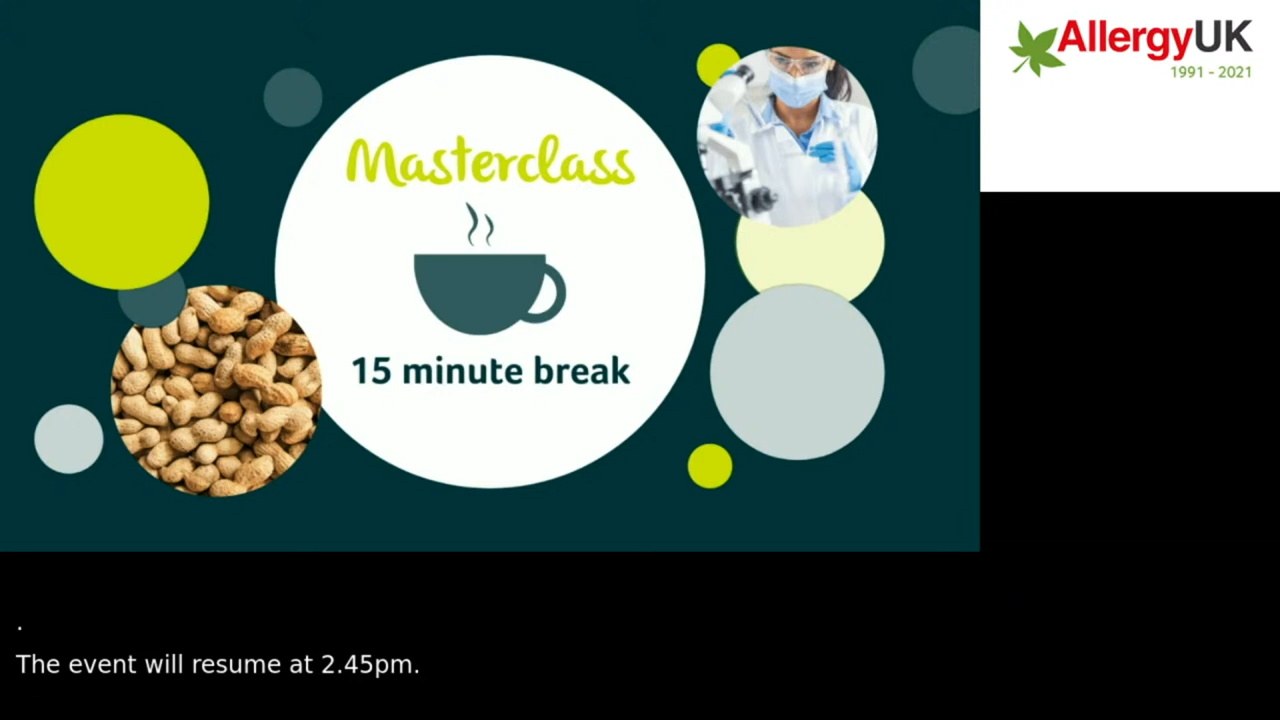 AllergyUK
1991 - 2021
Masterclass
15 minute break
.
The event will resume at 2.45pm.